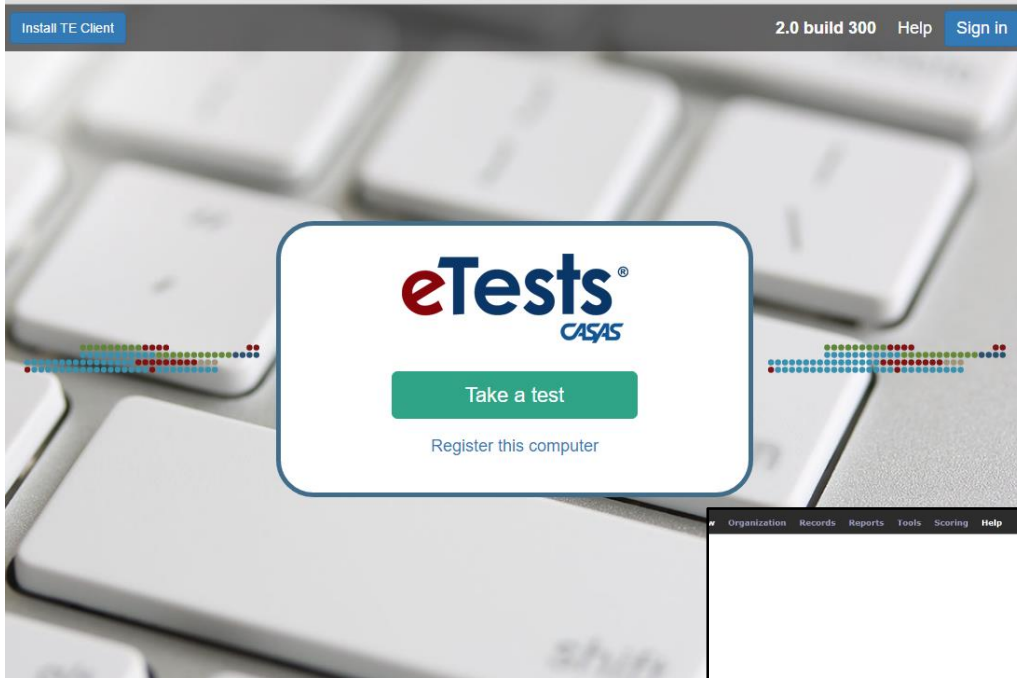 Install TE Client
2.0 build 300 Help Sign in
eTests®
CASAS
Take a test
Register this computer
w Organization Records Reports Tools Scoring Help
shift